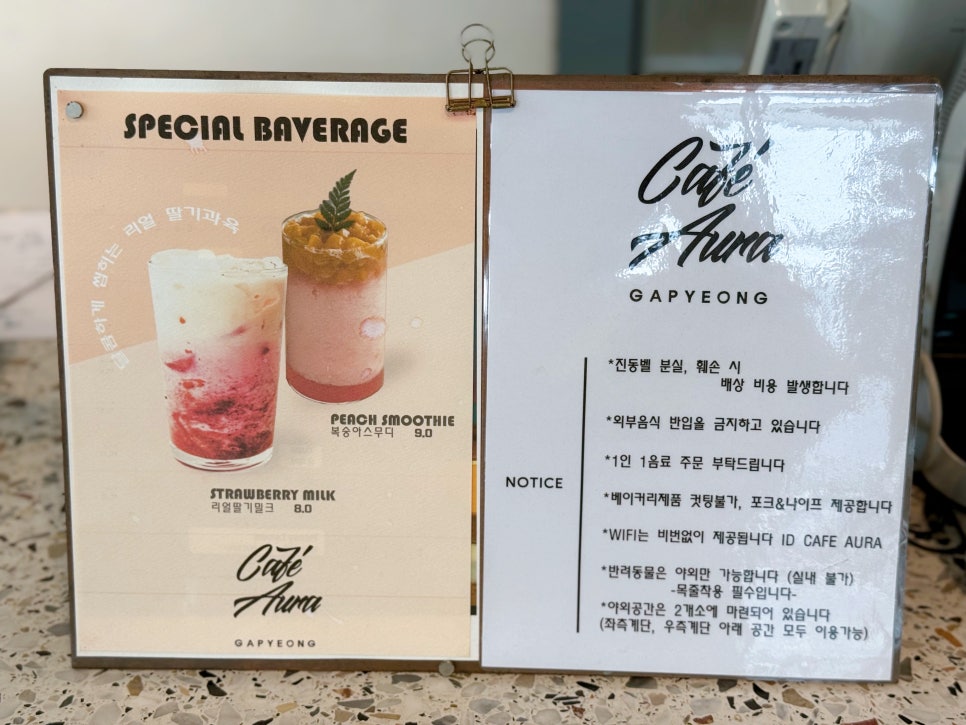 SPECIAL BAVERAGE
달콤하게 씹히는 리얼 딸기과육
PEACH SMOOTHIE
복숭아스무디 9.0
STRAWBERRY MILK
리얼딸기밀크 8.0
Café
Aura
GAPYEONG
Café
Aura
GAPYEONG
NOTICE
*진동벨 분실, 훼손 시
배상 비용 발생합니다
*외부음식 반입을 금지하고 있습니다
*1인 1음료 주문 부탁드립니다
*베이커리제품 컷팅불가, 포크&나이프 제공합니다
*WIFI는 비번없이 제공됩니다 ID CAFE AURA
*반려동물은 야외만 가능합니다 (실내 불가)
-목줄착용 필수입니다-
*야외공간은 2개소에 마련되어 있습니다
(좌측계단, 우측계단 아래 공간 모두 이용가능)